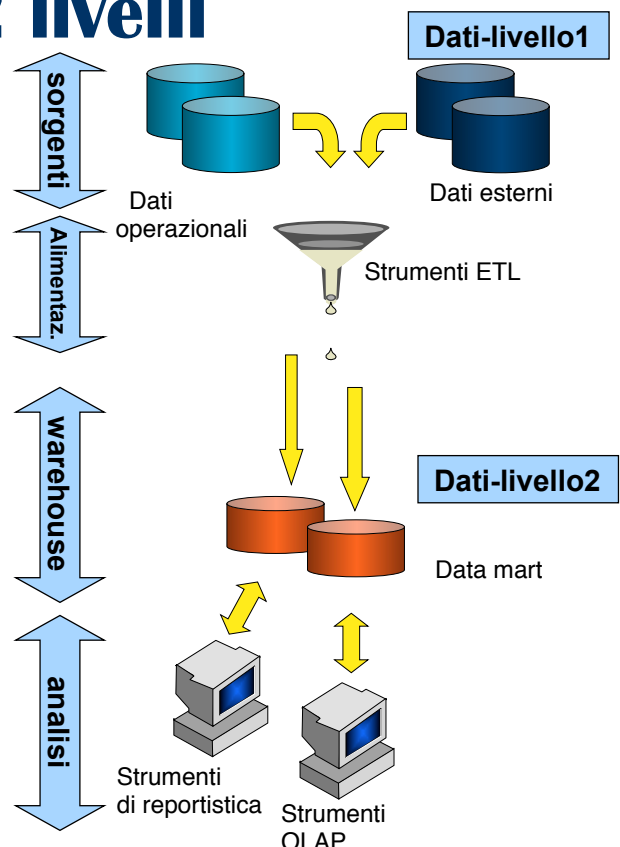 livelli
Dati-livello1
sorgenti
Dati
operazionali
Dati esterni
Alimentaz.
Strumenti ETL
warehouse
Dati-livello2
Data mart
analisi
Strumenti
di reportistica
Strumenti
OLAP